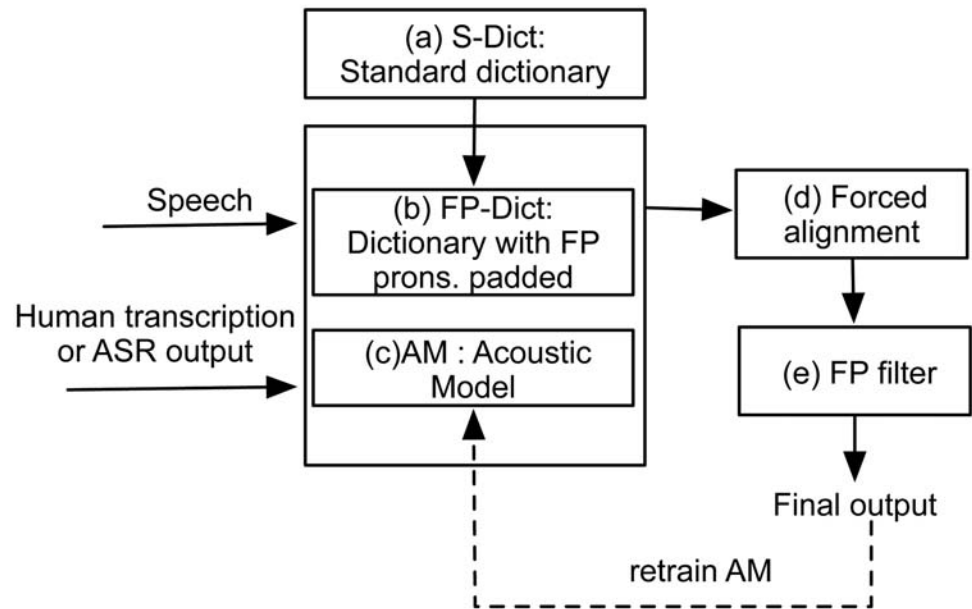 (a) S-Dict:
Standard dictionary
Speech
(b) FP-Dict:
Dictionary with FP
prons. padded
(d) Forced
alignment
Human transcription
or ASR output
(c)AM : Acoustic
Model
(e) FP filter
Final output
retrain AM